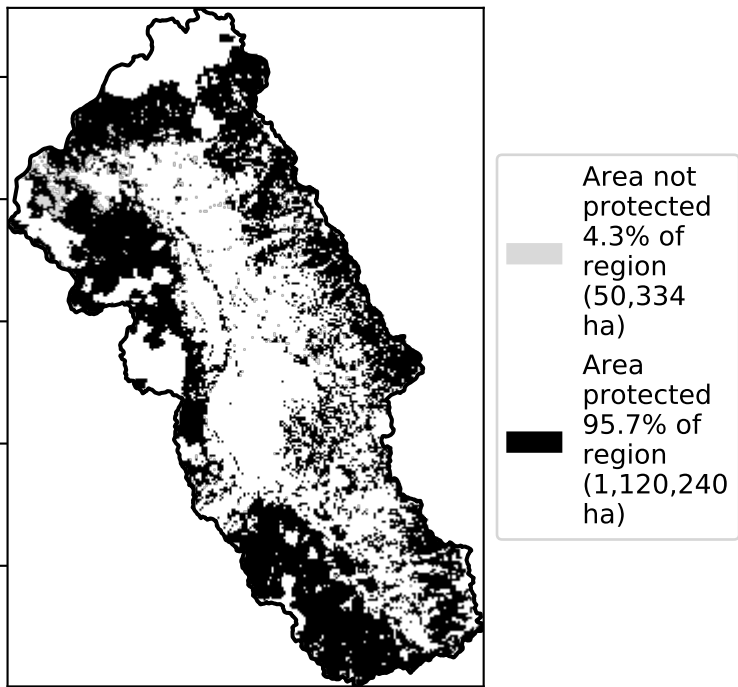 Area not
protected
4.3% of
region
(50,334
ha)
Area
protected
95.7% of
region
(1,120,240
ha)